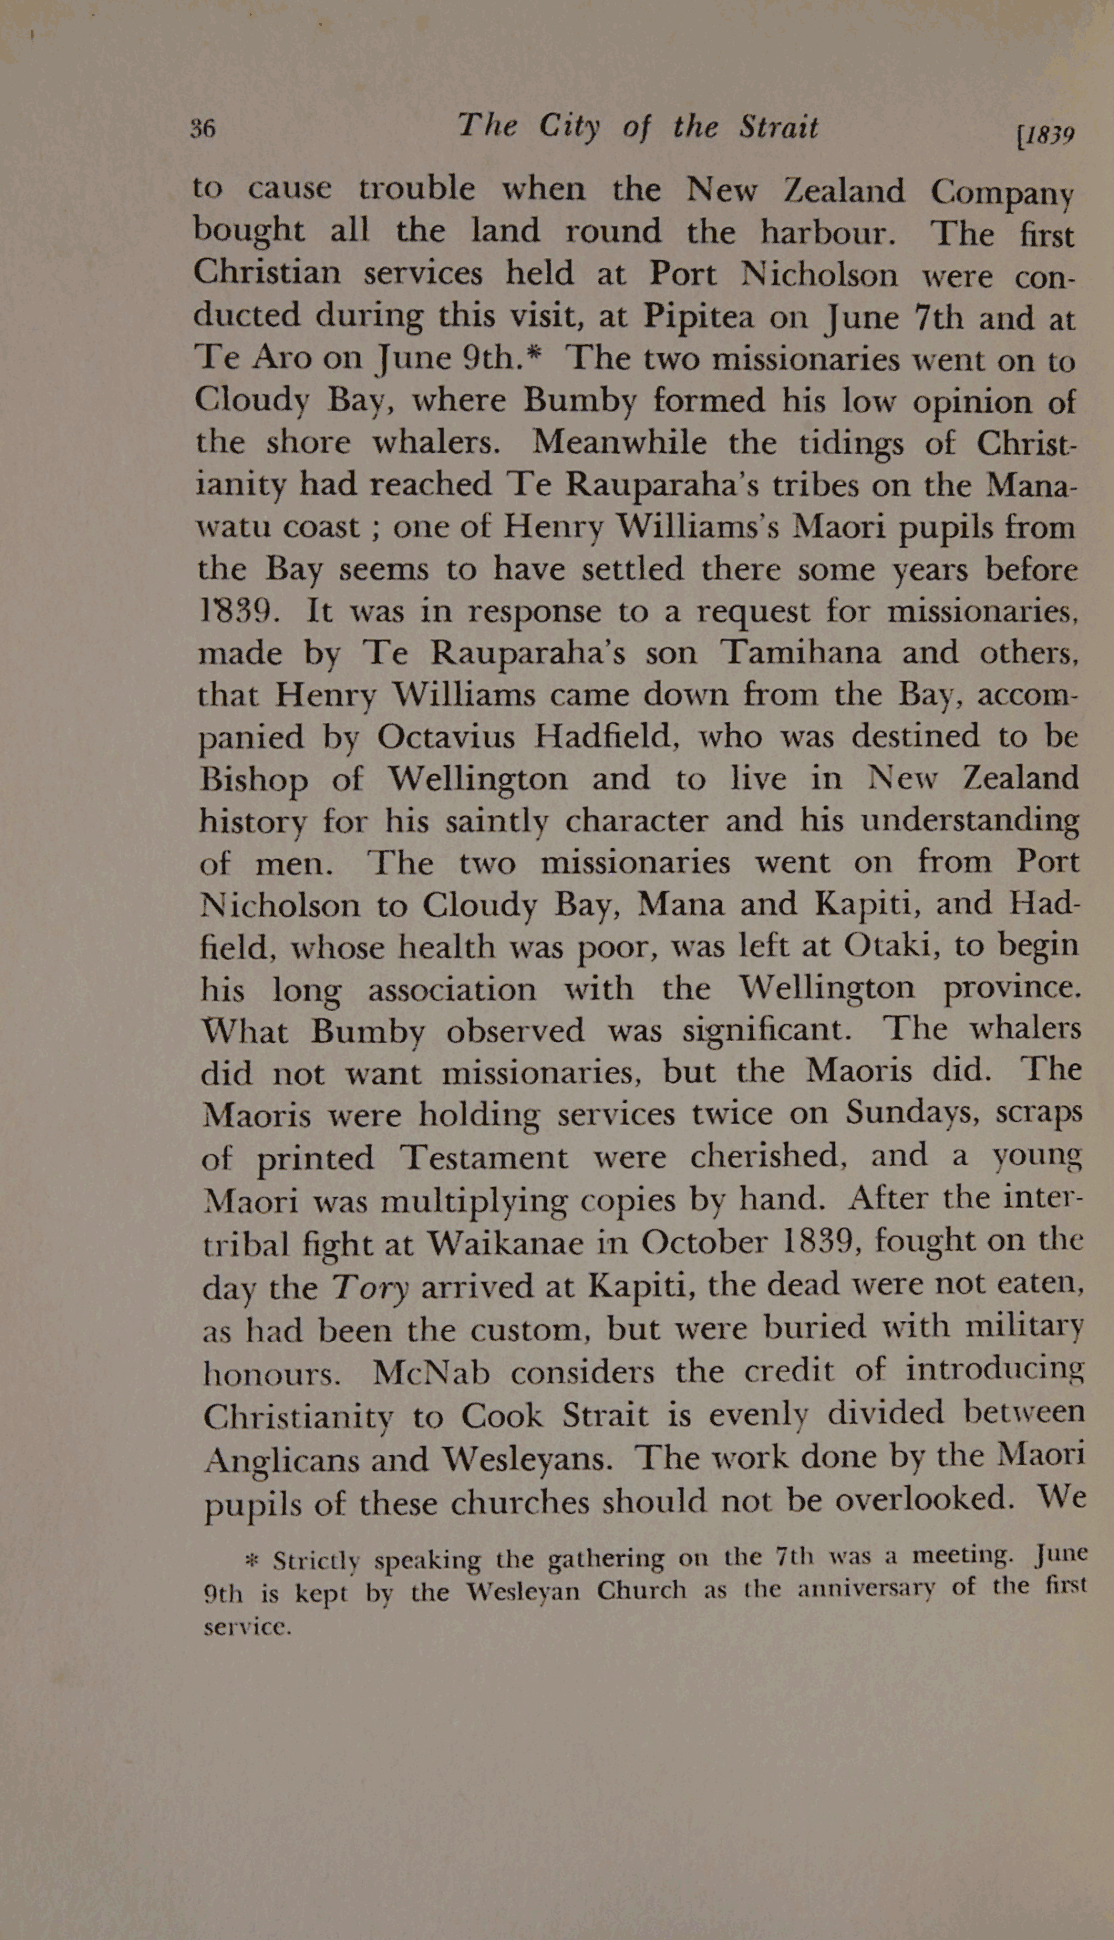 36 The City of the Strait [1839
to cause trouble when the New Zealand Company
bought all the land round the harbour. The first
Christian services held at Port Nicholson were con-
ducted during this visit, at Pipitea on June 7th and at
Te Aro on June 9th.* The two missionaries went on to
Cloudy Bay, where Bumby formed his low opinion of
the shore whalers. Meanwhile the tidings of Christ-
ianity had reached Te Rauparaha's tribes on the Mana-
watu coast ; one of Henry Williams's Maori pupils from
the Bay seems to have settled there some years before
1839. It was in response to a request for missionaries,
made by Te Rauparaha's son Tamihana and others,
that Henry Williams came down from the Bay, accom-
panied by Octavius Hadfield, who was destined to be
Bishop of Wellington and to live in New Zealand
history for his saintly character and his understanding
of men. The two missionaries went on from Port
Nicholson to Cloudy Bay, Mana and Kapiti, and Had-
field, whose health was poor, was left at Otaki, to begin
his long association with the Wellington province.
What Bumby observed was significant. The whalers
did not want missionaries, but the Maoris did. The
Maoris were holding services twice on Sundays, scraps
of printed Testament were cherished, and a young
Maori was multiplying copies by hand. After the inter-
tribal fight at Waikanae in October 1839, fought on the
day the Tory arrived at Kapiti, the dead were not eaten,
as had been the custom, but were buried with military
honours. McNab considers the credit of introducing
Christianity to Cook Strait is evenly divided between
Anglicans and Wesleyans. The work done by the Maori
pupils of these churches should not be overlooked. We
* Strictly speaking the gathering on the 7th was a meeting. June
9th is kept by the Wesleyan Church as the anniversary of the first
service.